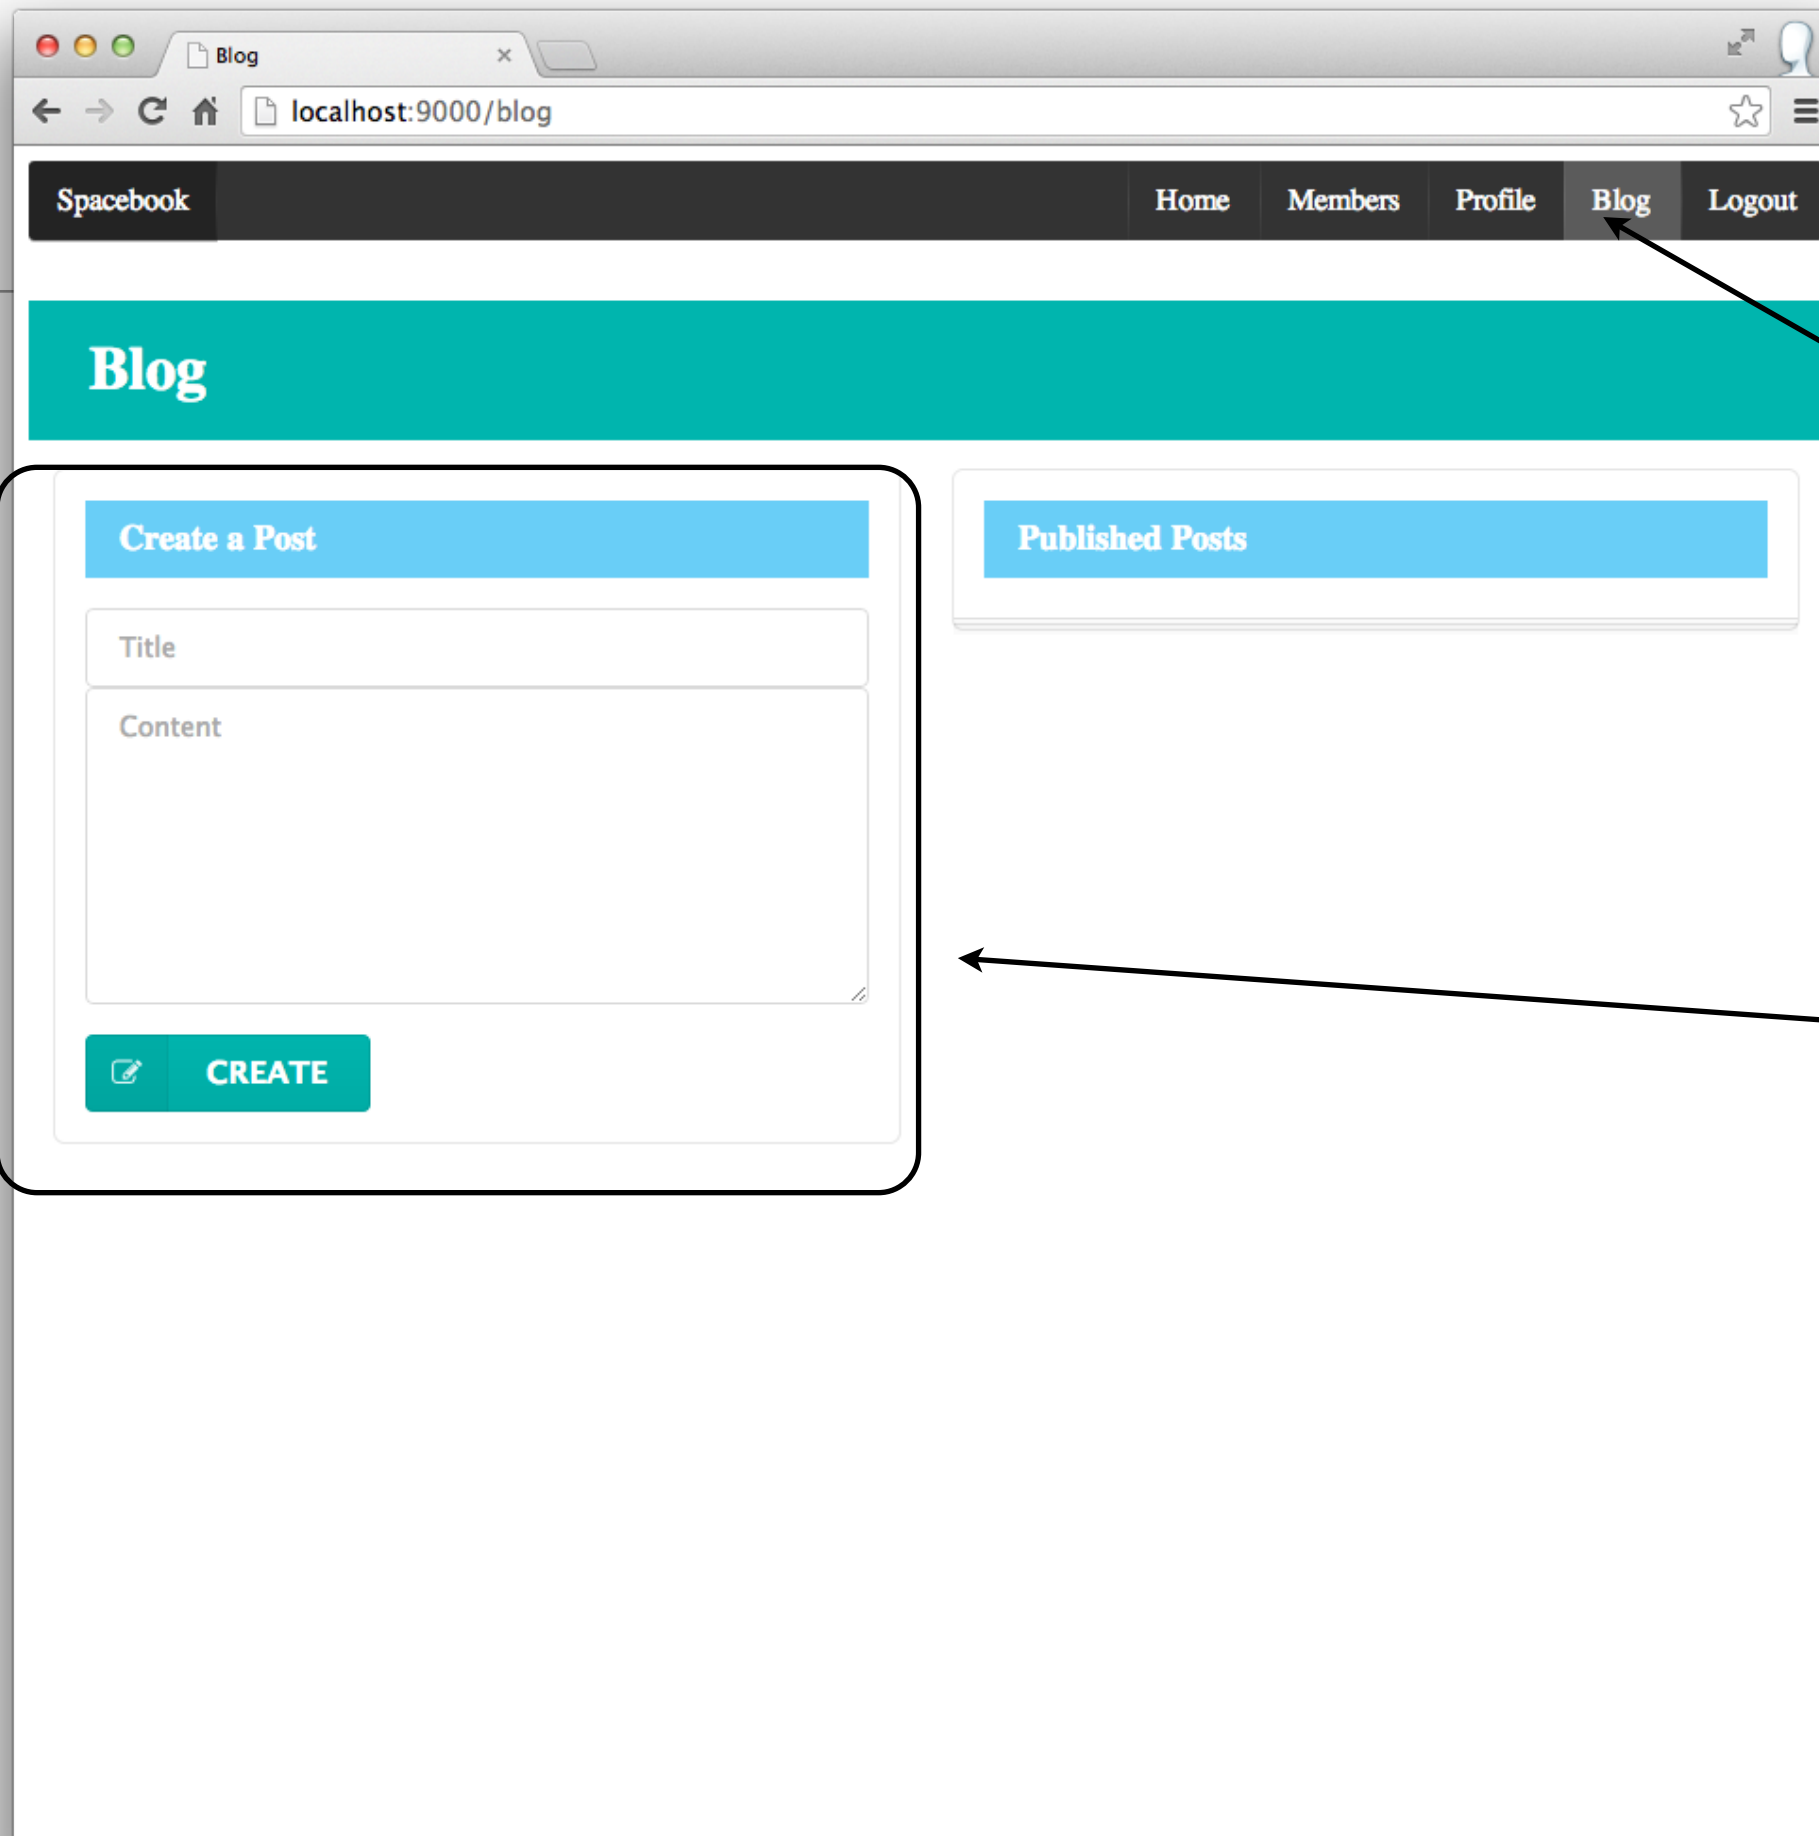 Blog
localhost:9000/blog
Spacebook Home Members Profile Blog Logout
Blog
Create a Post
Title
Content
CREATE
Published Posts